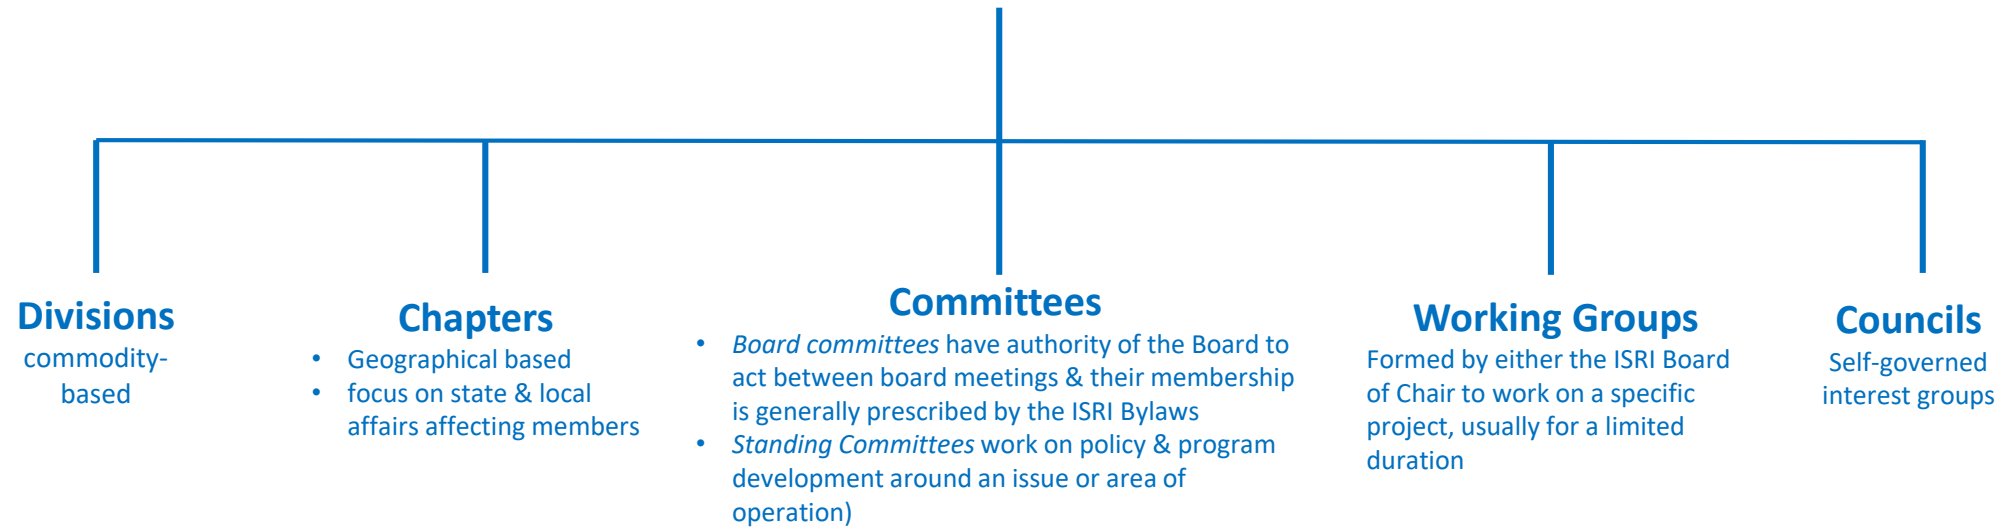 Divisions
commodity-
based
Chapters
• Geographical based
• focus on state & local
affairs affecting members
Committees
• Board committees have authority of the Board to
act between board meetings & their membership
is generally prescribed by the ISRI Bylaws
• Standing Committees work on policy & program
development around an issue or area of
operation)
Working Groups
Formed by either the ISRI Board
of Chair to work on a specific
project, usually for a limited
duration
Councils
Self-governed
interest groups